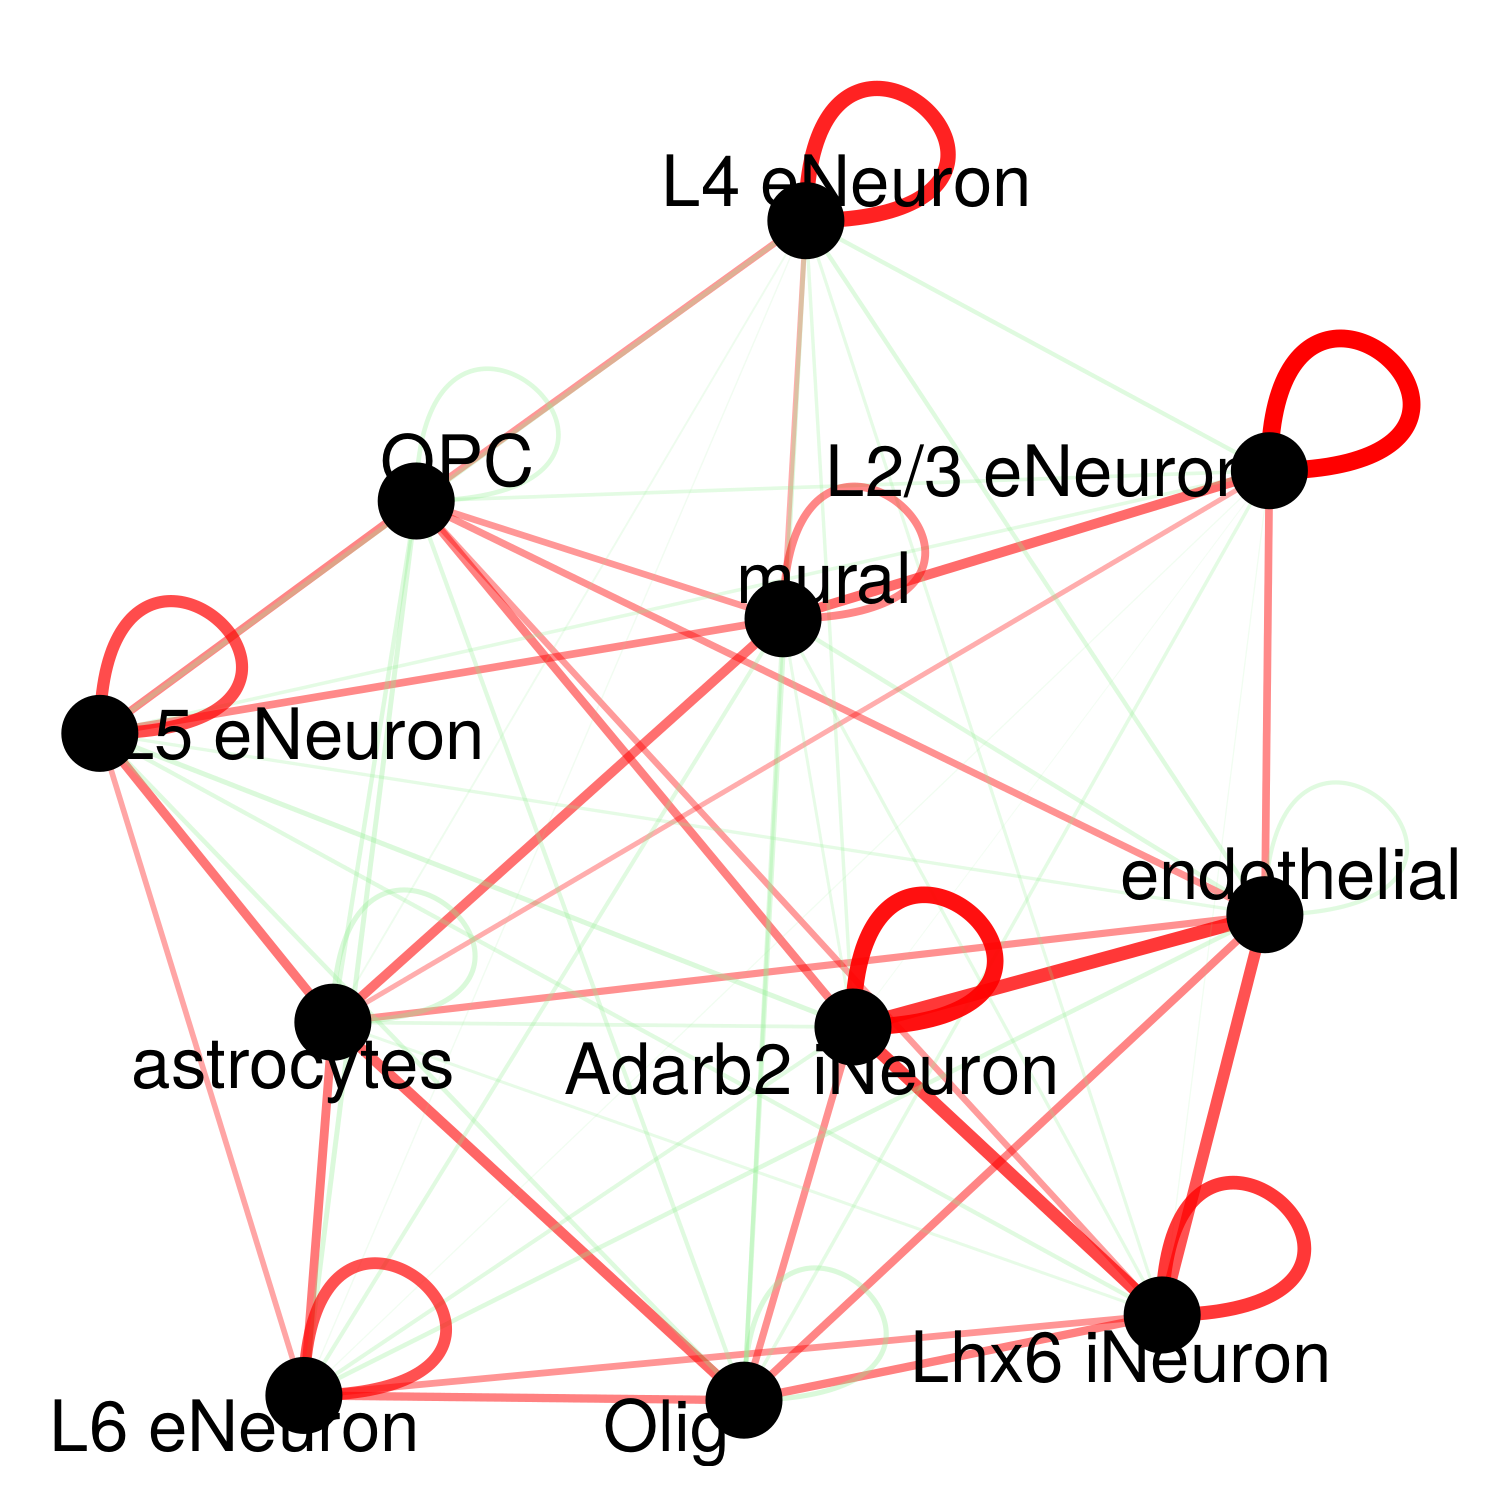 L4 eNeuron
OPC
L2/3 eNeuron
mural
L5 eNeuron
endothelial
astrocytes
Adarb2 iNeuron
Lhx6 iNeuron
L6 eNeuron
Olig